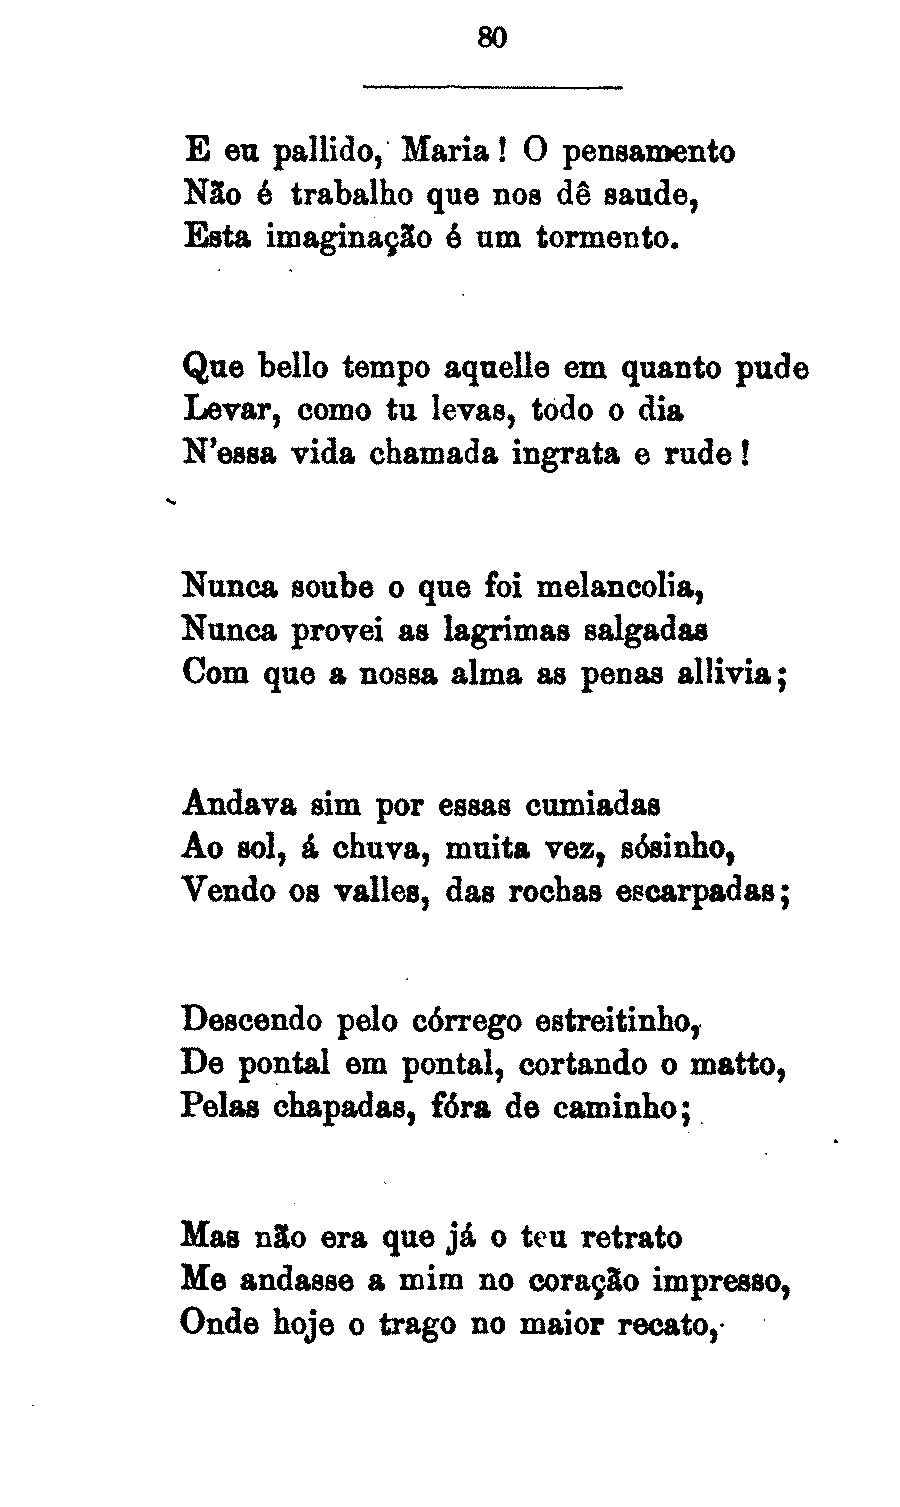 80
E eu pallido, Maria! O pensamento
Não é trabalho que nos dê saude,
Esta imaginação é um tormento.
Que bello tempo aquelle em quanto pude
Levar, como tu levas, todo o dia
N'essa vida chamada ingrata e rude!
Nunca soube o que foi melancolia,
Nunca provei as lagrimas salgadas
Com que a nossa alma as penas allivia;
Andava sim por essas cumiadas
Ao sol, á chuva, muita vez, sósinho,
Vendo os valles, das rochas escarpadas;
Descendo pelo córrego estreitinho,
De pontal em pontal, cortando o matto,
Pelas chapadas, fóra de caminho;
Mas não era que já o teu retrato
Me andasse a mim no coração impresso,
Onde hoje o trago no maior recato,